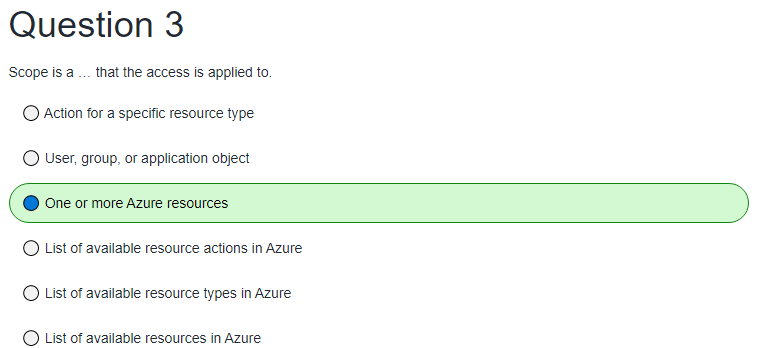 Question 3
Scope is a … that the access is applied to.
Action for a specific resource type
User, group, or application object
One or more Azure resources
List of available resource actions in Azure
List of available resource types in Azure
List of available resources in Azure